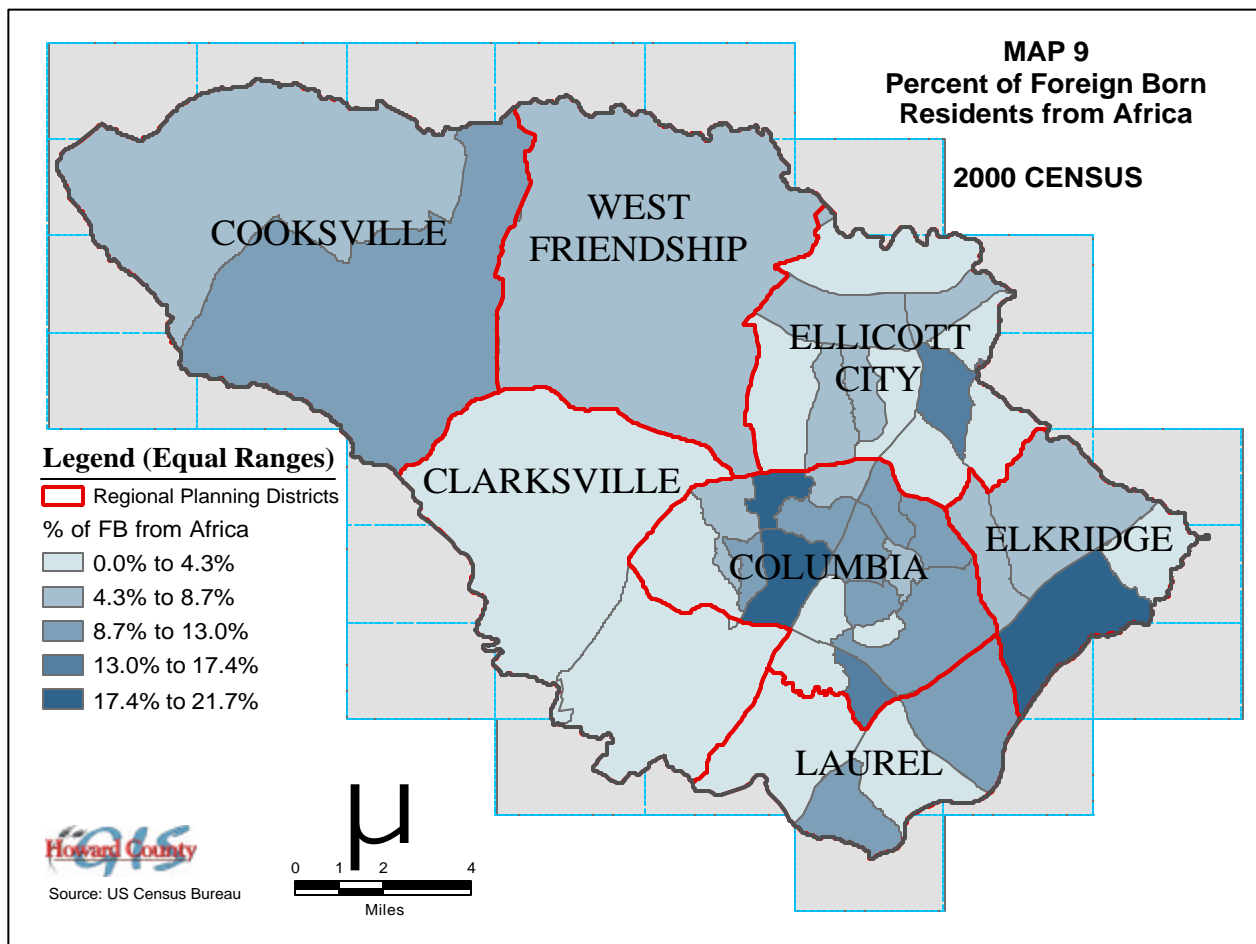 MAP 9
Percent of Foreign Born
Residents from Africa
2000 CENSUS
COOKSVILLE
WEST
FRIENDSHIP
ELLICOTT
CITY
CLARKSVILLE
COLUMBIA
ELKRIDGE
LAUREL
Legend (Equal Ranges)
Regional Planning Districts
% of FB from Africa
0.0% to 4.3%
4.3% to 8.7%
8.7% to 13.0%
13.0% to 17.4%
17.4% to 21.7%
µ
GIS
Howard County
Source: US Census Bureau
0 1 2 4
Miles